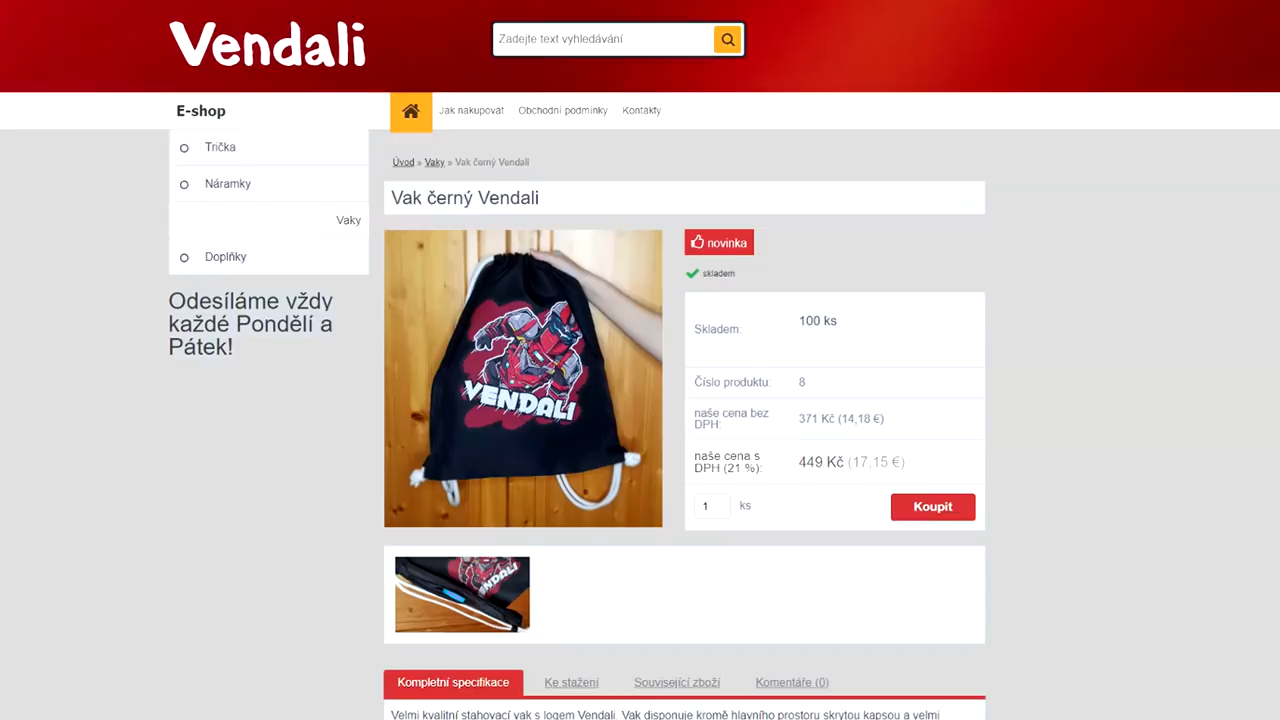 Vendali
Zadejte text vyhledávání
E-shop
Jak nakupovat
Obchodní podmínky
Kontakty
Trička
Náramky
Vaky
Doplňky
Odesíláme vždy
každé Pondělí a
Pátek!
Úvod » Vaky » Vak černý Vendali
Vak černý Vendali
VENDALI
novinka
skladem
Skladem:
100 ks
Číslo produktu:
8
naše cena bez
DPH:
371 Kč (14,18 €)
naše cena s
DPH (21 %):
449 Kč (17,15 €)
1
ks
Koupit
VENDALI
Kompletní specifikace
Ke stažení
Související zboží
Komentáře (0)
Velmi kvalitní stahovací vak s logem Vendali. Vak disponuje kromě hlavního prostoru skrytou kapsou a velmi